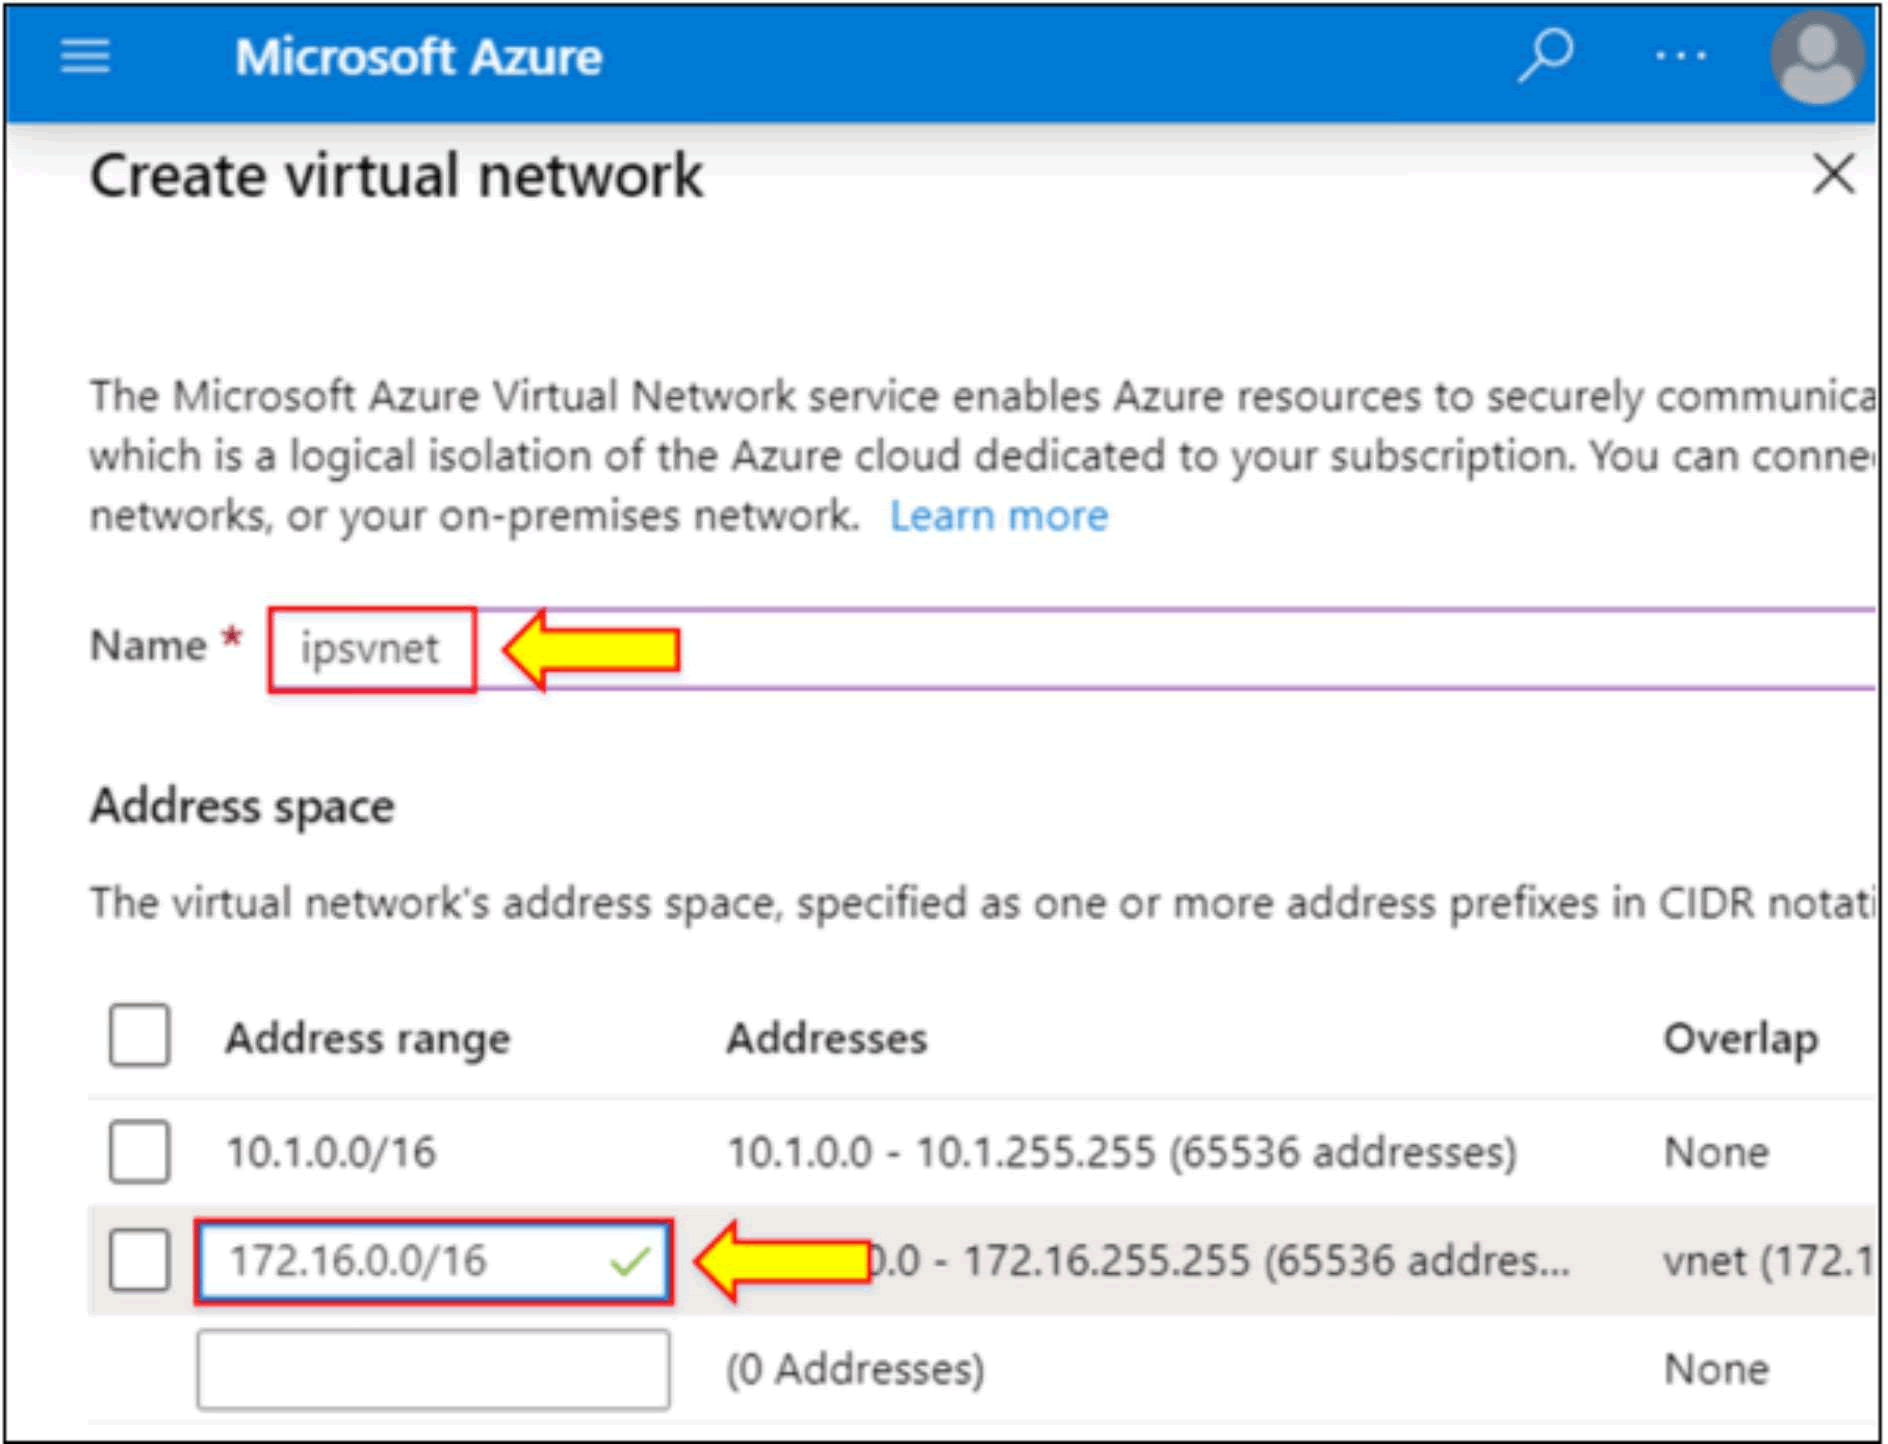 Microsoft Azure
Create virtual network
The Microsoft Azure Virtual Network service enables Azure resources to securely communica
which is a logical isolation of the Azure cloud dedicated to your subscription. You can conne
networks, or your on-premises network. Learn more
Name * ipsvnet
Address space
The virtual network's address space, specified as one or more address prefixes in CIDR notati
Address range Addresses Overlap
10.1.0.0/16 10.1.0.0 - 10.1.255.255 (65536 addresses) None
172.16.0.0/16 0.0 - 172.16.255.255 (65536 addres... vnet (172.1
(0 Addresses) None